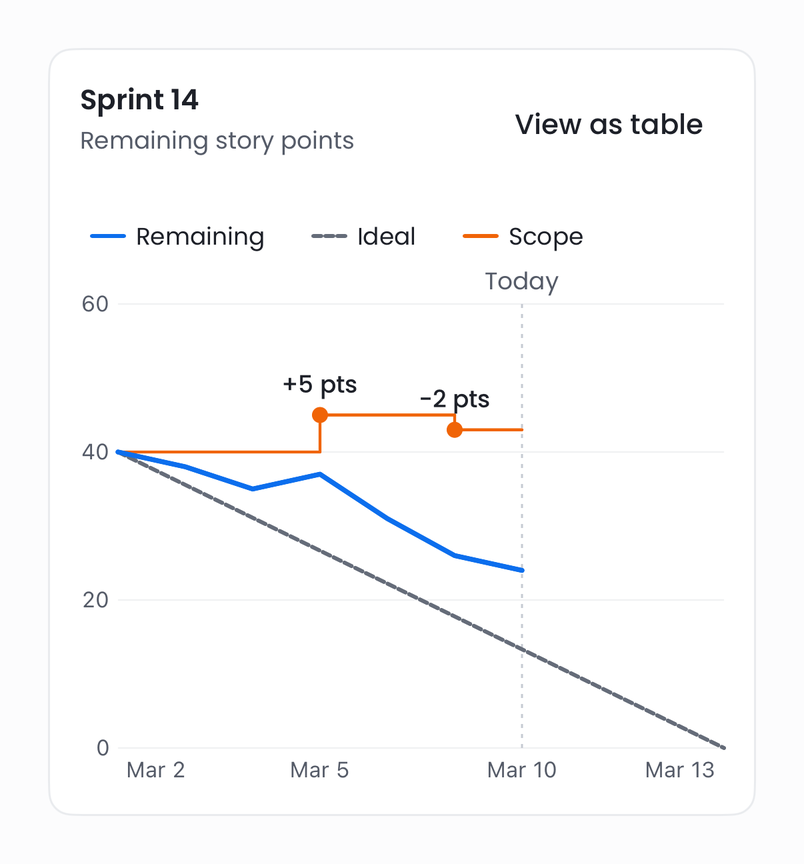 Sprint 14
Remaining story points
View as table
Remaining
Ideal
Scope
Today
60
+5 pts
-2 pts
40
20
0
Mar 2
Mar 5
Mar 10
Mar 13